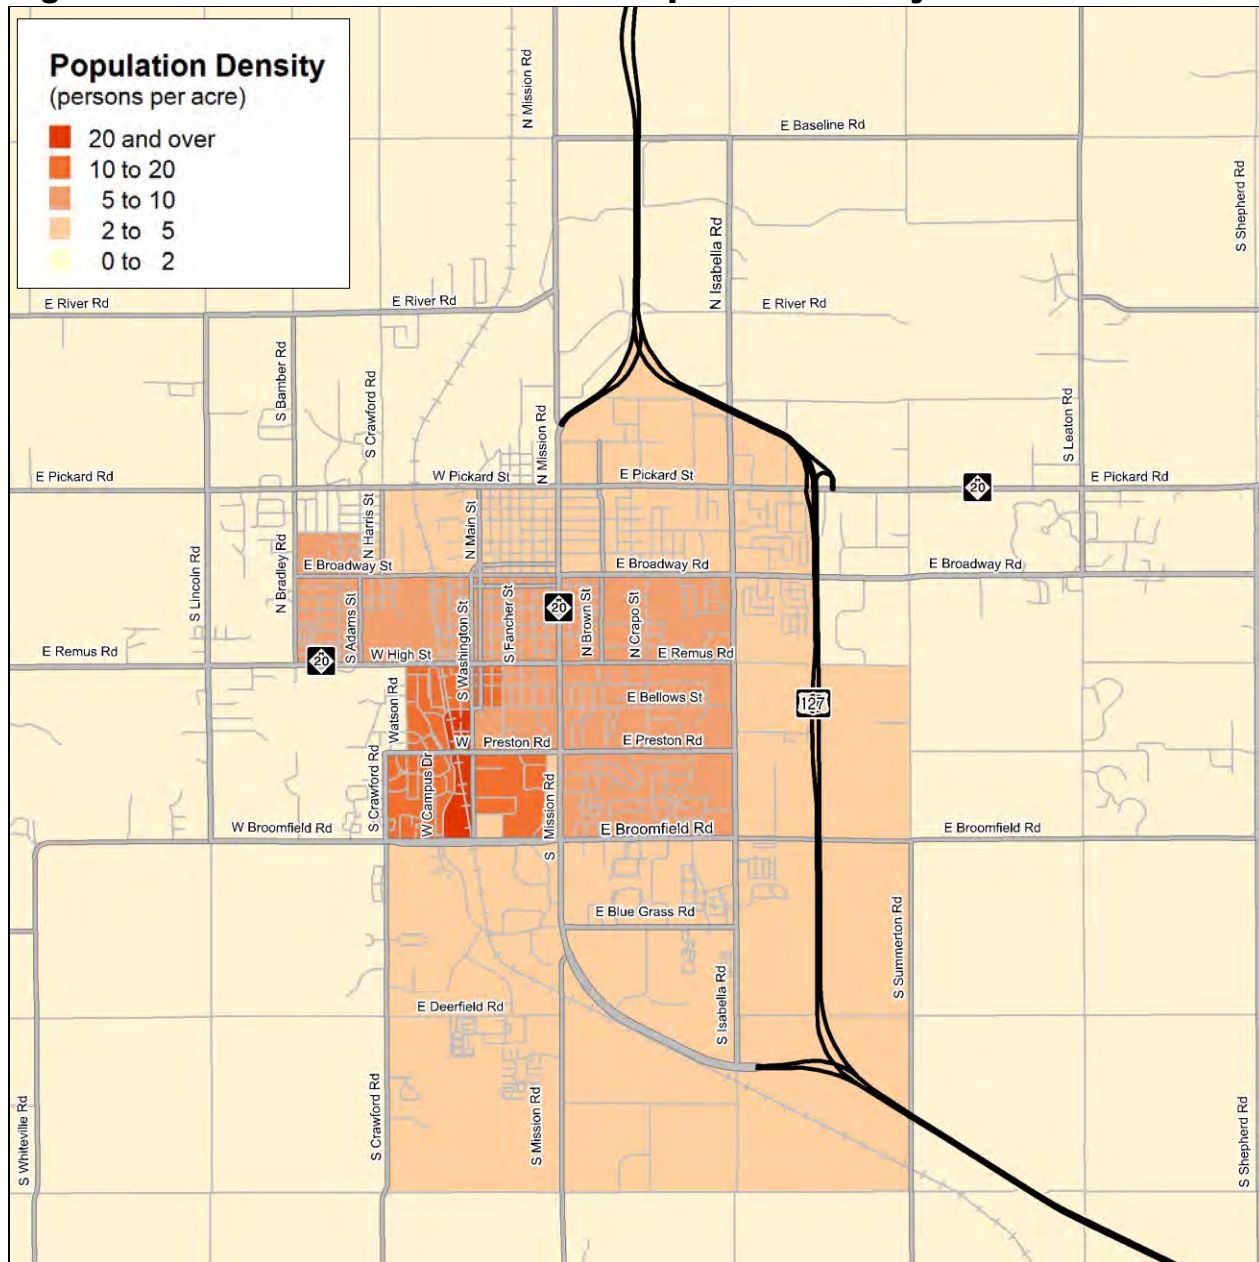 Population Density
(persons per acre)
20 and over
10 to 20
5 to 10
2 to 5
0 to 2
N Mission Rd
E Baseline Rd
S Shepherd Rd
N Isabella Rd
E River Rd
E River Rd
E River Rd
S Bamber Rd
S Crawford Rd
N Mission Rd
S Leaton Rd
E Pickard Rd
W Pickard St
E Pickard St
20
E Pickard Rd
N Harris St
N Main St
S Lincoln Rd
N Bradley Rd
E Broadway St
E Broadway Rd
E Broadway Rd
S Adams St
S Washington St
S Fancher St
20
N Brown St
N Crapo St
E Remus Rd
20
W High St
E Remus Rd
Watson Rd
E Bellows St
127
W Preston Rd
E Preston Rd
S Crawford Rd
W Campus Dr
S Mission Rd
W Broomfield Rd
E Broomfield Rd
E Broomfield Rd
E Blue Grass Rd
S Summerton Rd
S Isabella Rd
E Deerfield Rd
S Whiteville Rd
S Crawford Rd
S Mission Rd
S Shepherd Rd